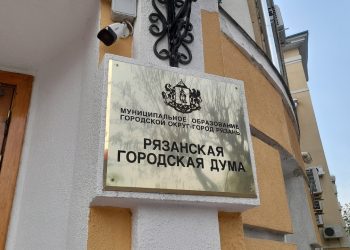 МУНИЦИПАЛЬНОЕ ОБРАЗОВАНИЕ
ГОРОДСКОЙ ОКРУГ ГОРОД РЯЗАНЬ
РЯЗАНСКАЯ
ГОРОДСКАЯ ДУМА